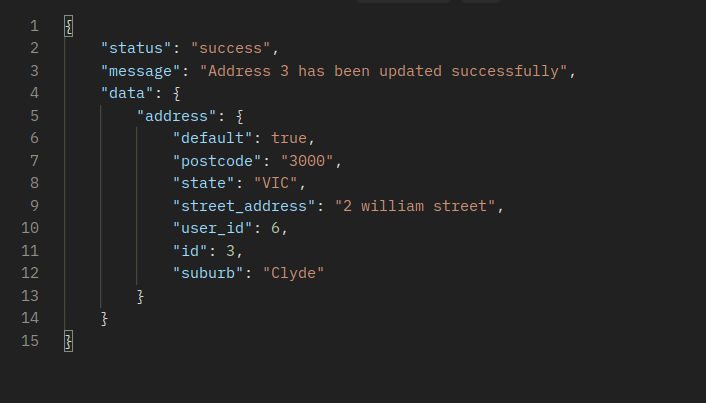 1 {
2 "status": "success",
3 "message": "Address 3 has been updated successfully",
4 "data": {
5 "address": {
6 "default": true,
7 "postcode": "3000",
8 "state": "VIC",
9 "street_address": "2 william street",
10 "user_id": 6,
11 "id": 3,
12 "suburb": "Clyde"
13 }
14 }
15 }